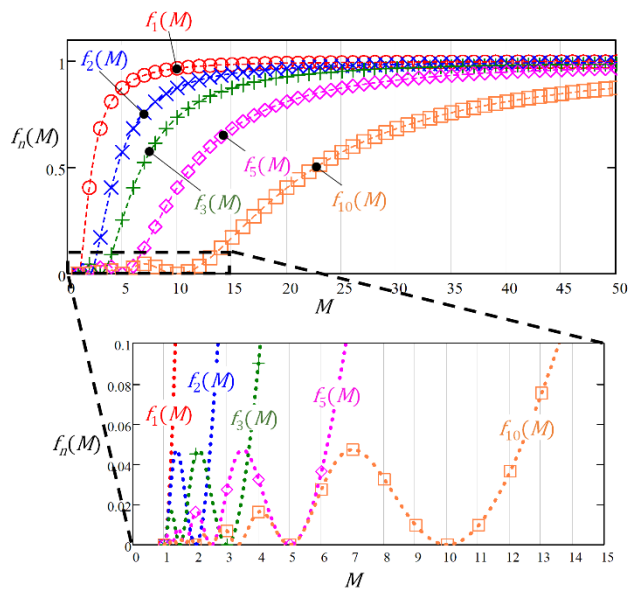 f₁(M)
f₂(M)
1
fₙ(M)
0.5
f₃(M)
f₅(M)
f₁₀(M)
0
0 5 10 15 20 25 30 35 40 45 50
M
0.1
f₂(M) f₅(M)
0.08
f₁(M) f₃(M)
0.06
fₙ(M) f₁₀(M)
0.04
0.02
0
0 1 2 3 4 5 6 7 8 9 10 11 12 13 14 15
M